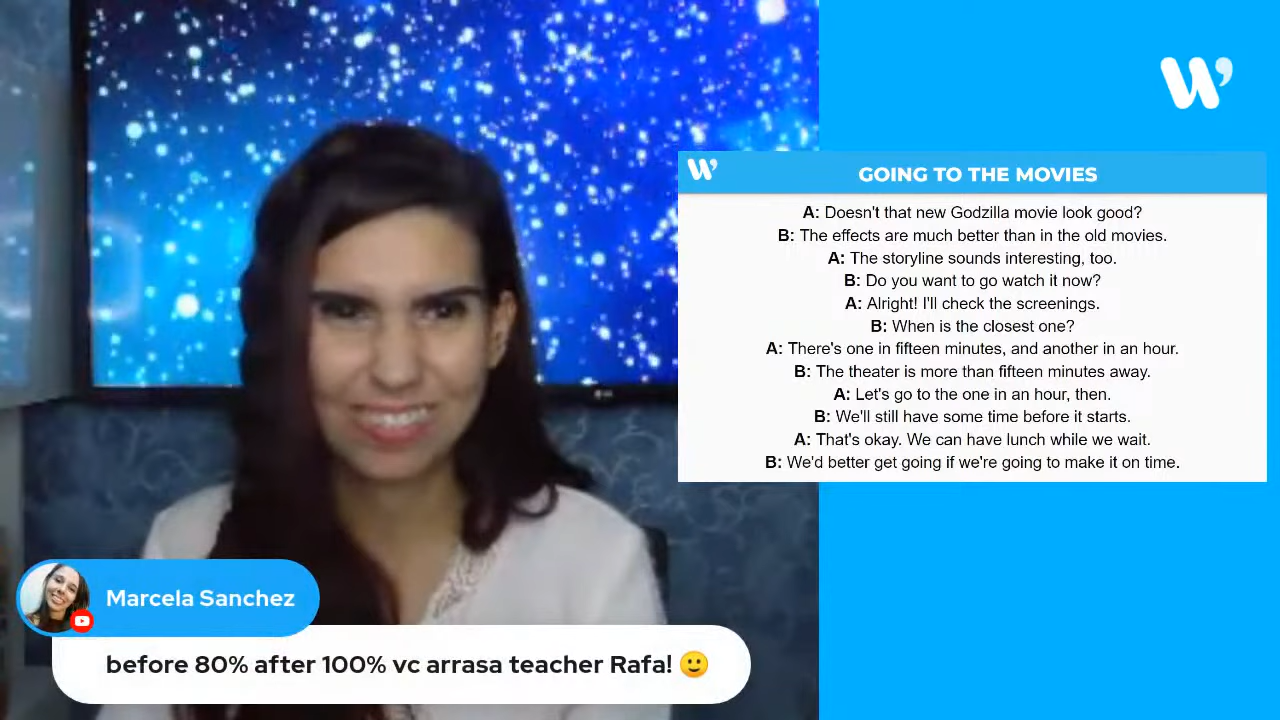 W'
W'
GOING TO THE MOVIES
A: Doesn't that new Godzilla movie look good?
B: The effects are much better than in the old movies.
A: The storyline sounds interesting, too.
B: Do you want to go watch it now?
A: Alright! I'll check the screenings.
B: When is the closest one?
A: There's one in fifteen minutes, and another in an hour.
B: The theater is more than fifteen minutes away.
A: Let's go to the one in an hour, then.
B: We'll still have some time before it starts.
A: That's okay. We can have lunch while we wait.
B: We'd better get going if we're going to make it on time.
Marcela Sanchez
before 80% after 100% vc arrasa teacher Rafa! 🙂